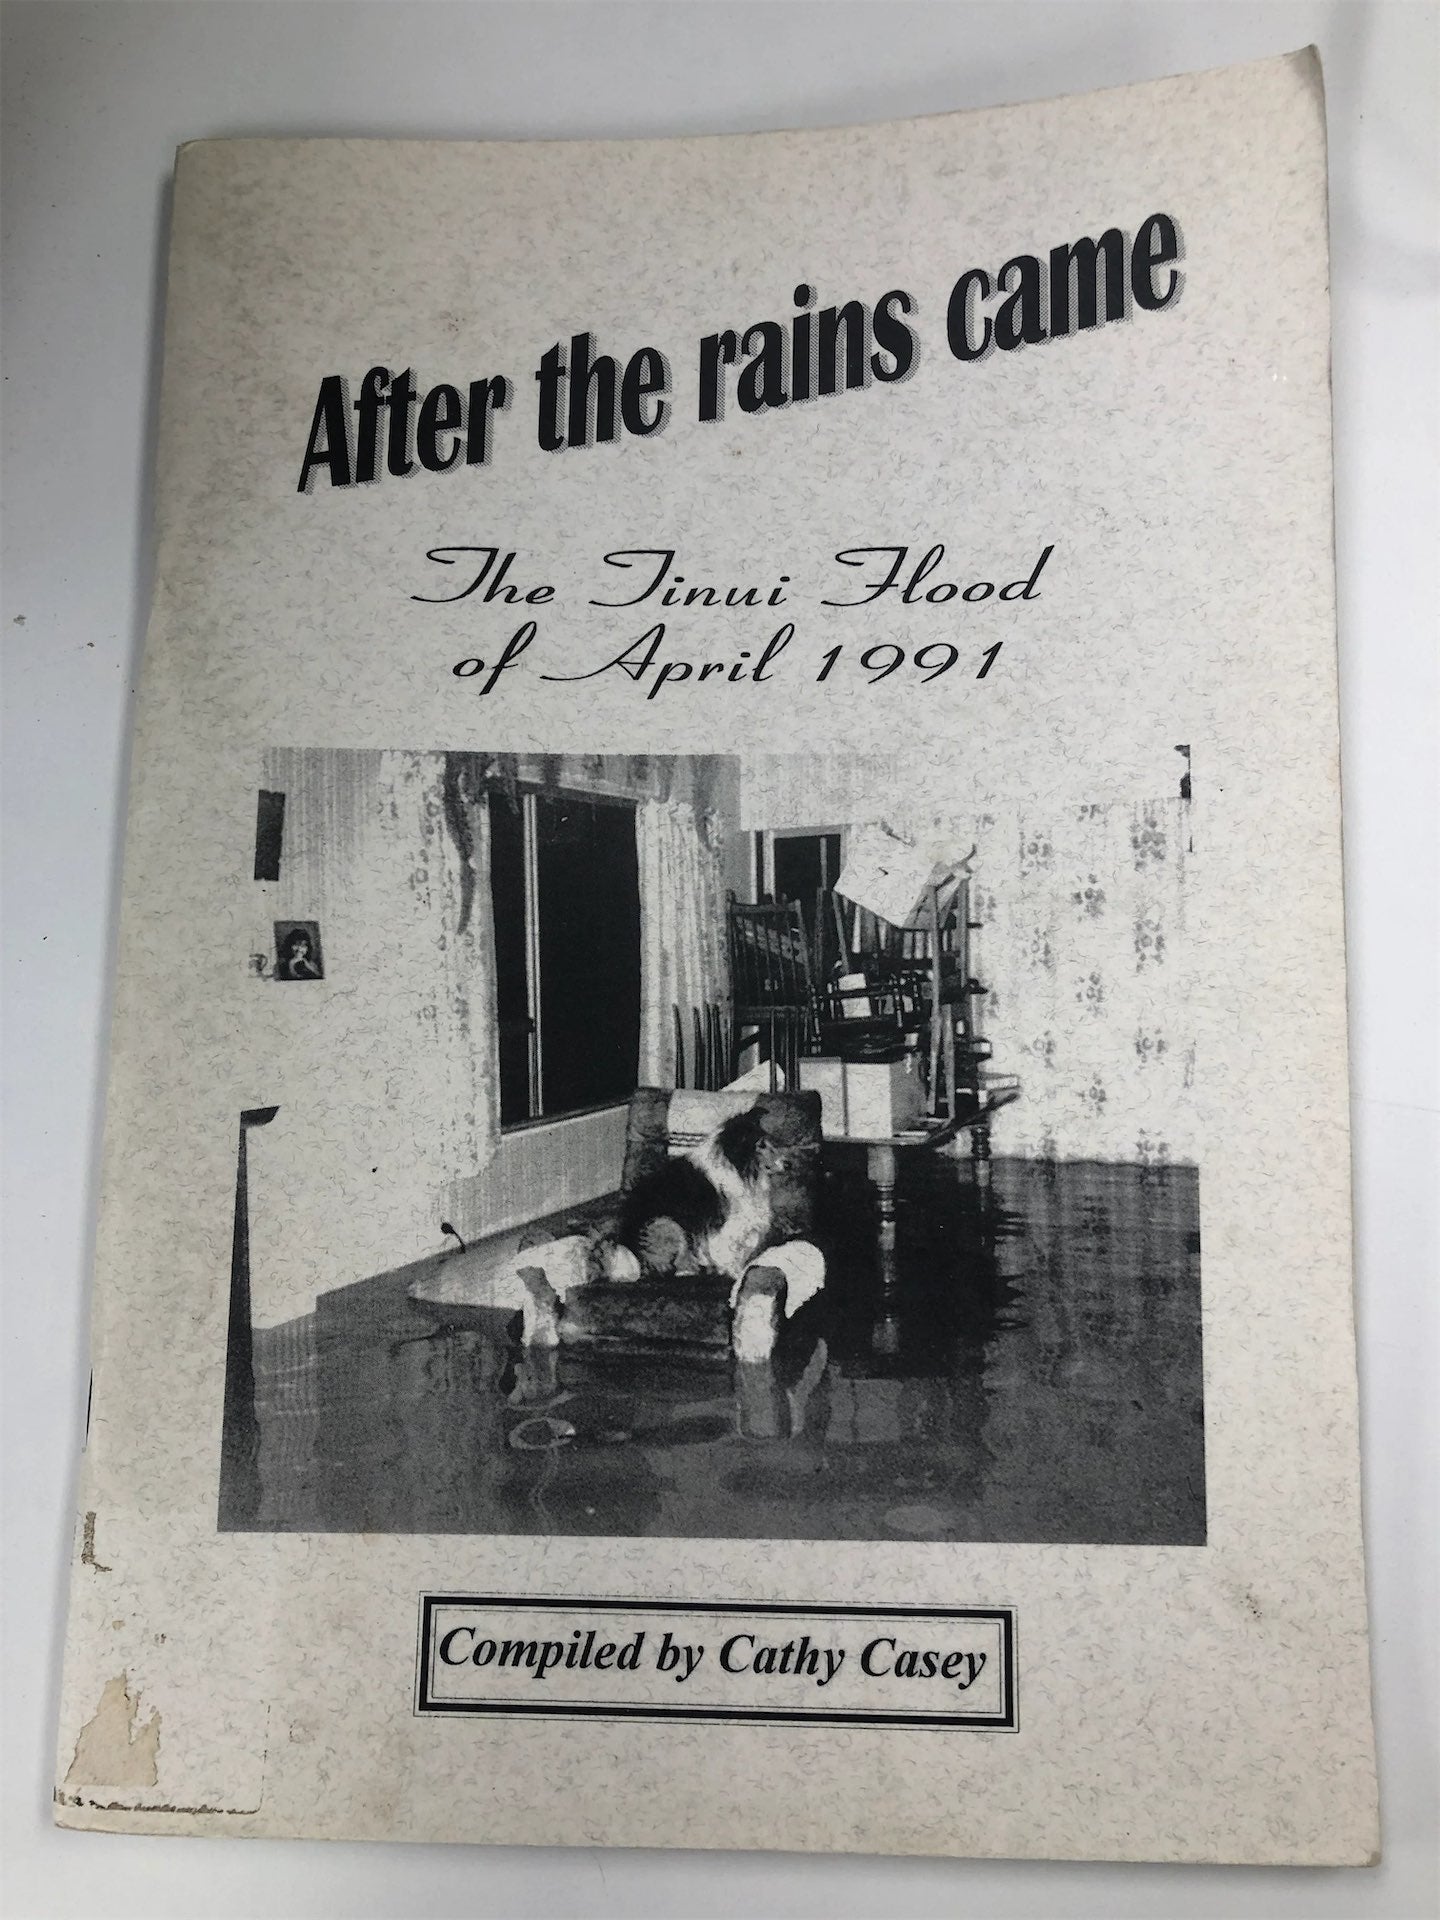 After the rains came
The Tinui Flood
of April 1991
Compiled by Cathy Casey